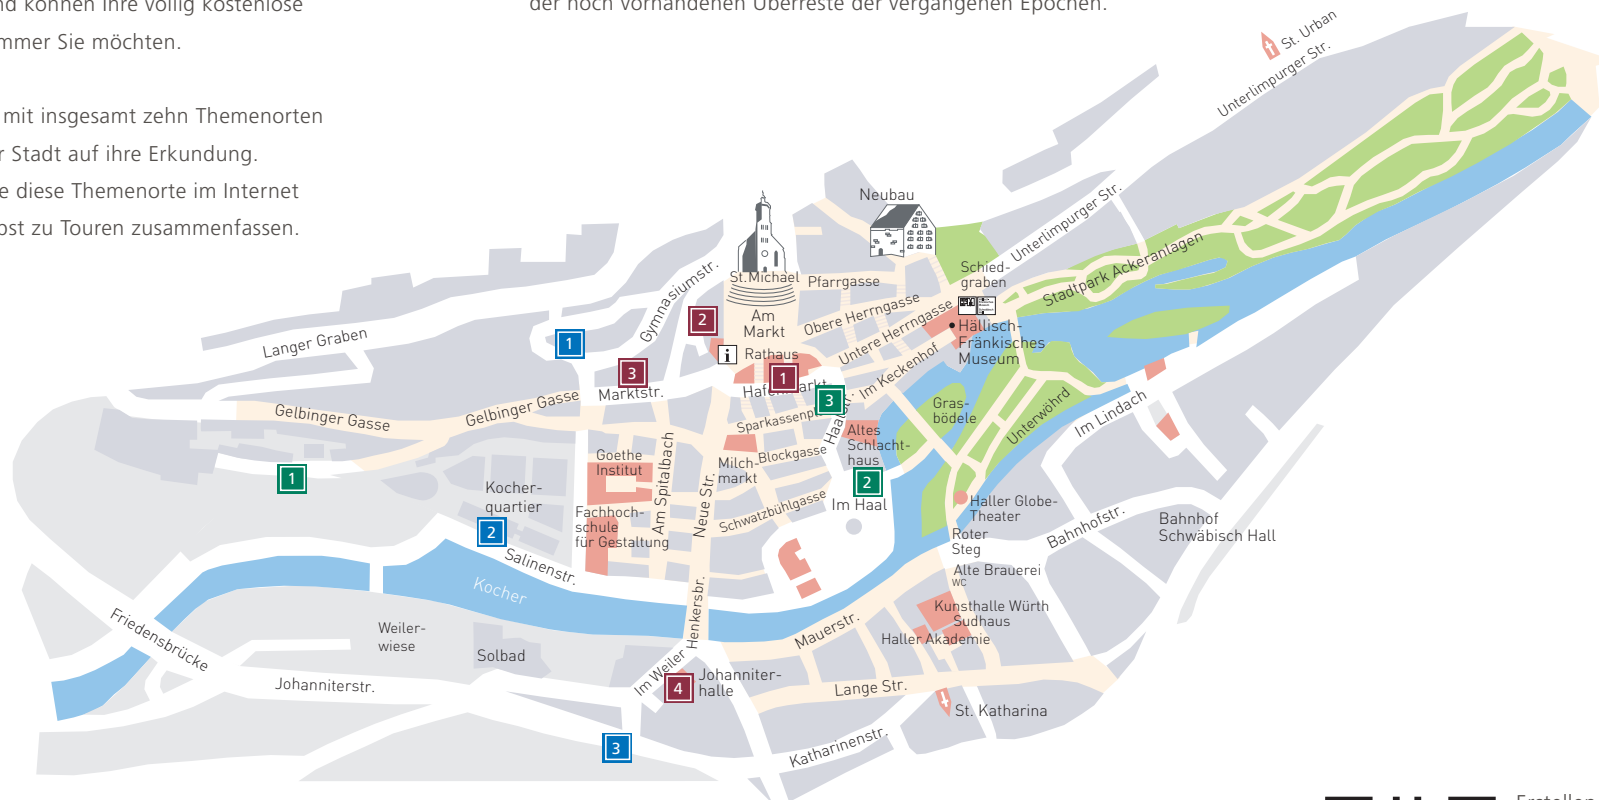 nd können Ihre völlig kostenlose
mmer Sie möchten.
mit insgesamt zehn Themenorten
r Stadt auf ihre Erkundung.
e diese Themenorte im Internet
bst zu Touren zusammenfassen.
der noch vorhandenen Überreste der vergangenen Epochen.
St. Urban
Unterlimpurger Str.
Neubau
Unterlimpurger Str.
St.Michael
Pfarrgasse
Schied-
graben
Stadtpark Ackeranlagen
Gymnasiumstr.
Langer Graben
1
2
3
Am
Markt
Obere Herrngasse
Untere Herrngasse
Hällisch-
Fränkisches
Museum
i
Rathaus
1
Im Keckenhof
Marktstr.
3
Gelbinger Gasse
Gelbinger Gasse
Haalstr.
Altes
Schlacht-
haus
Gras-
bödele
Unterwöhrd
Im Lindach
Milch-
markt
Blockgasse
Goethe
Institut
Am Spitalbach
Neue Str.
Schwatzbühlgasse
2
Im Haal
1
Kocher-
quartier
2
Fachhoch-
schule
für Gestaltung
Salinenstr.
Haller Globe-
Theater
Roter
Steg
Bahnhofstr.
Bahnhof
Schwäbisch Hall
Alte Brauerei
WC
Kocher
Henkersbr.
Kunsthalle Würth
Sudhaus
Haller Akademie
Mauerstr.
Friedensbrücke
Weiler-
wiese
Solbad
Im Weiler
4
Johanniter-
halle
Johanniterstr.
Lange Str.
St. Katharina
3
Katharinenstr.
Erstellen